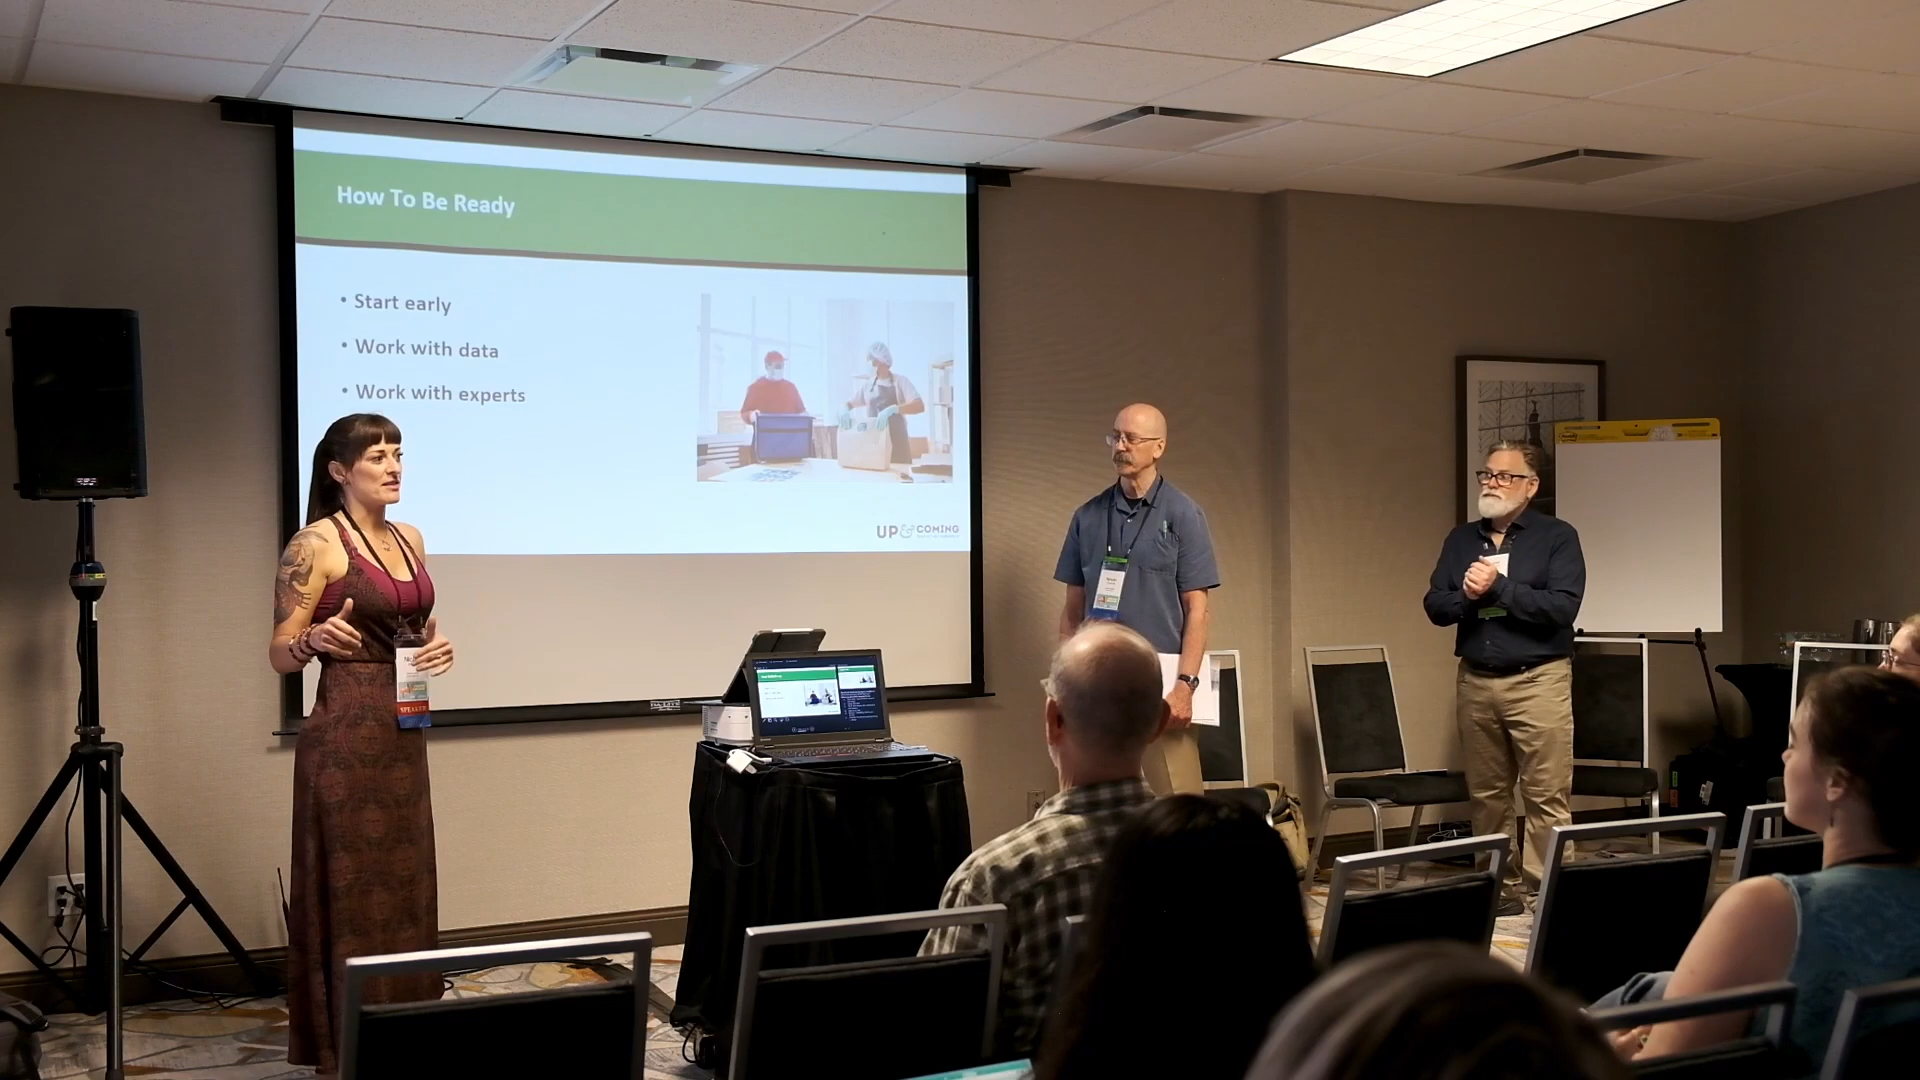 How To Be Ready
• Start early
• Work with data
• Work with experts
UP & COMING
SPEAKER